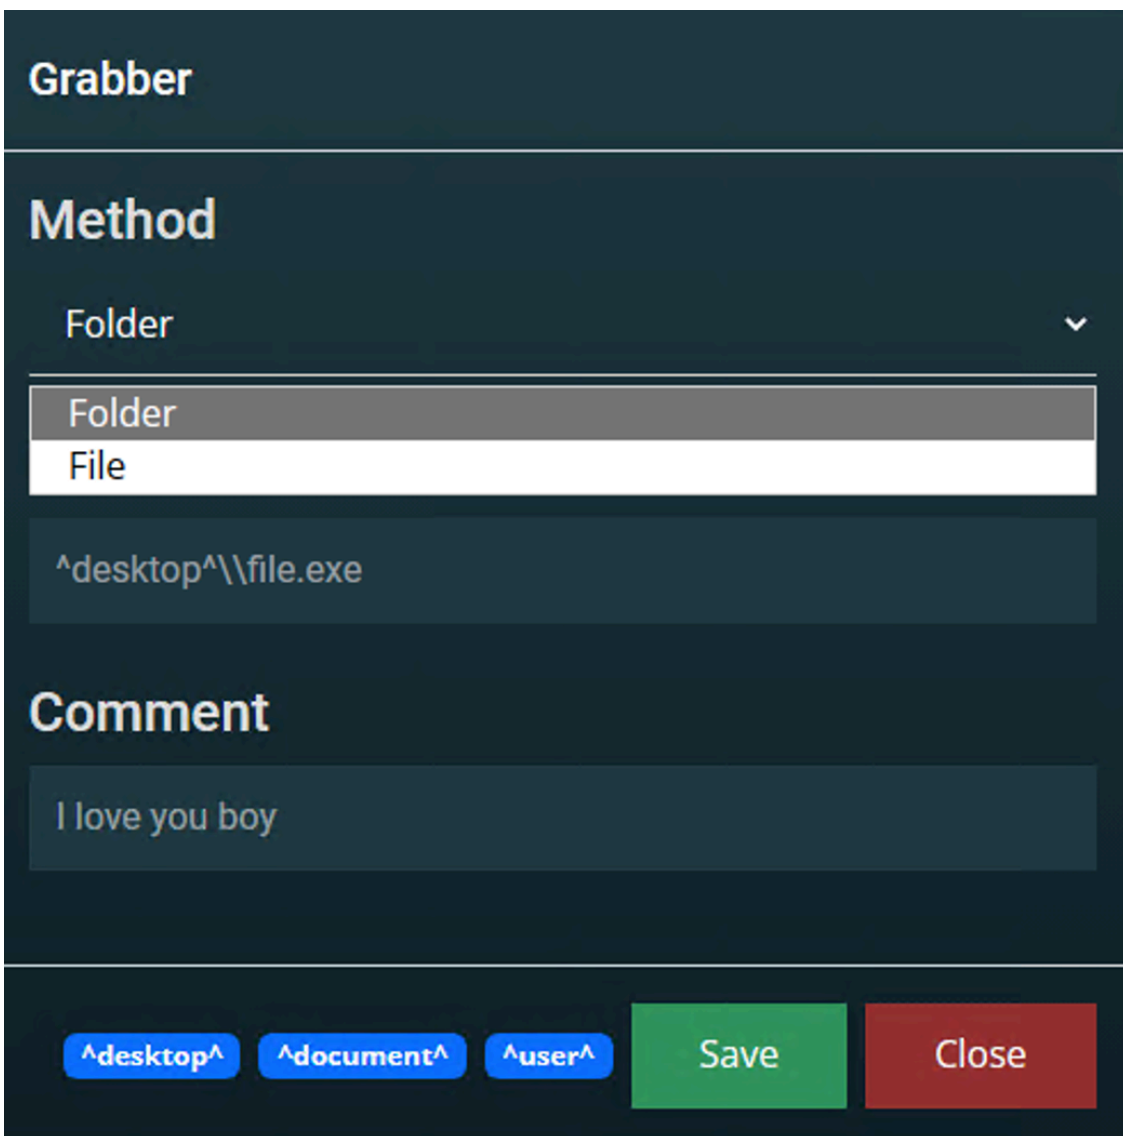 Grabber
Method
Folder
Folder
File
^desktop^\\file.exe
Comment
I love you boy
^desktop^ ^document^ ^user^ Save Close